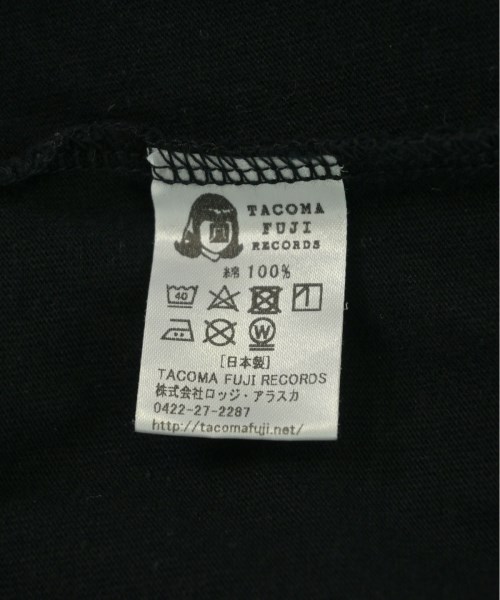 TACOMA
FUJI
RECORDS
綿 100%
40
W
[日本製]
TACOMA FUJI RECORDS
株式会社ロッジ・アラスカ
0422-27-2287
http://tacomafuji.net/